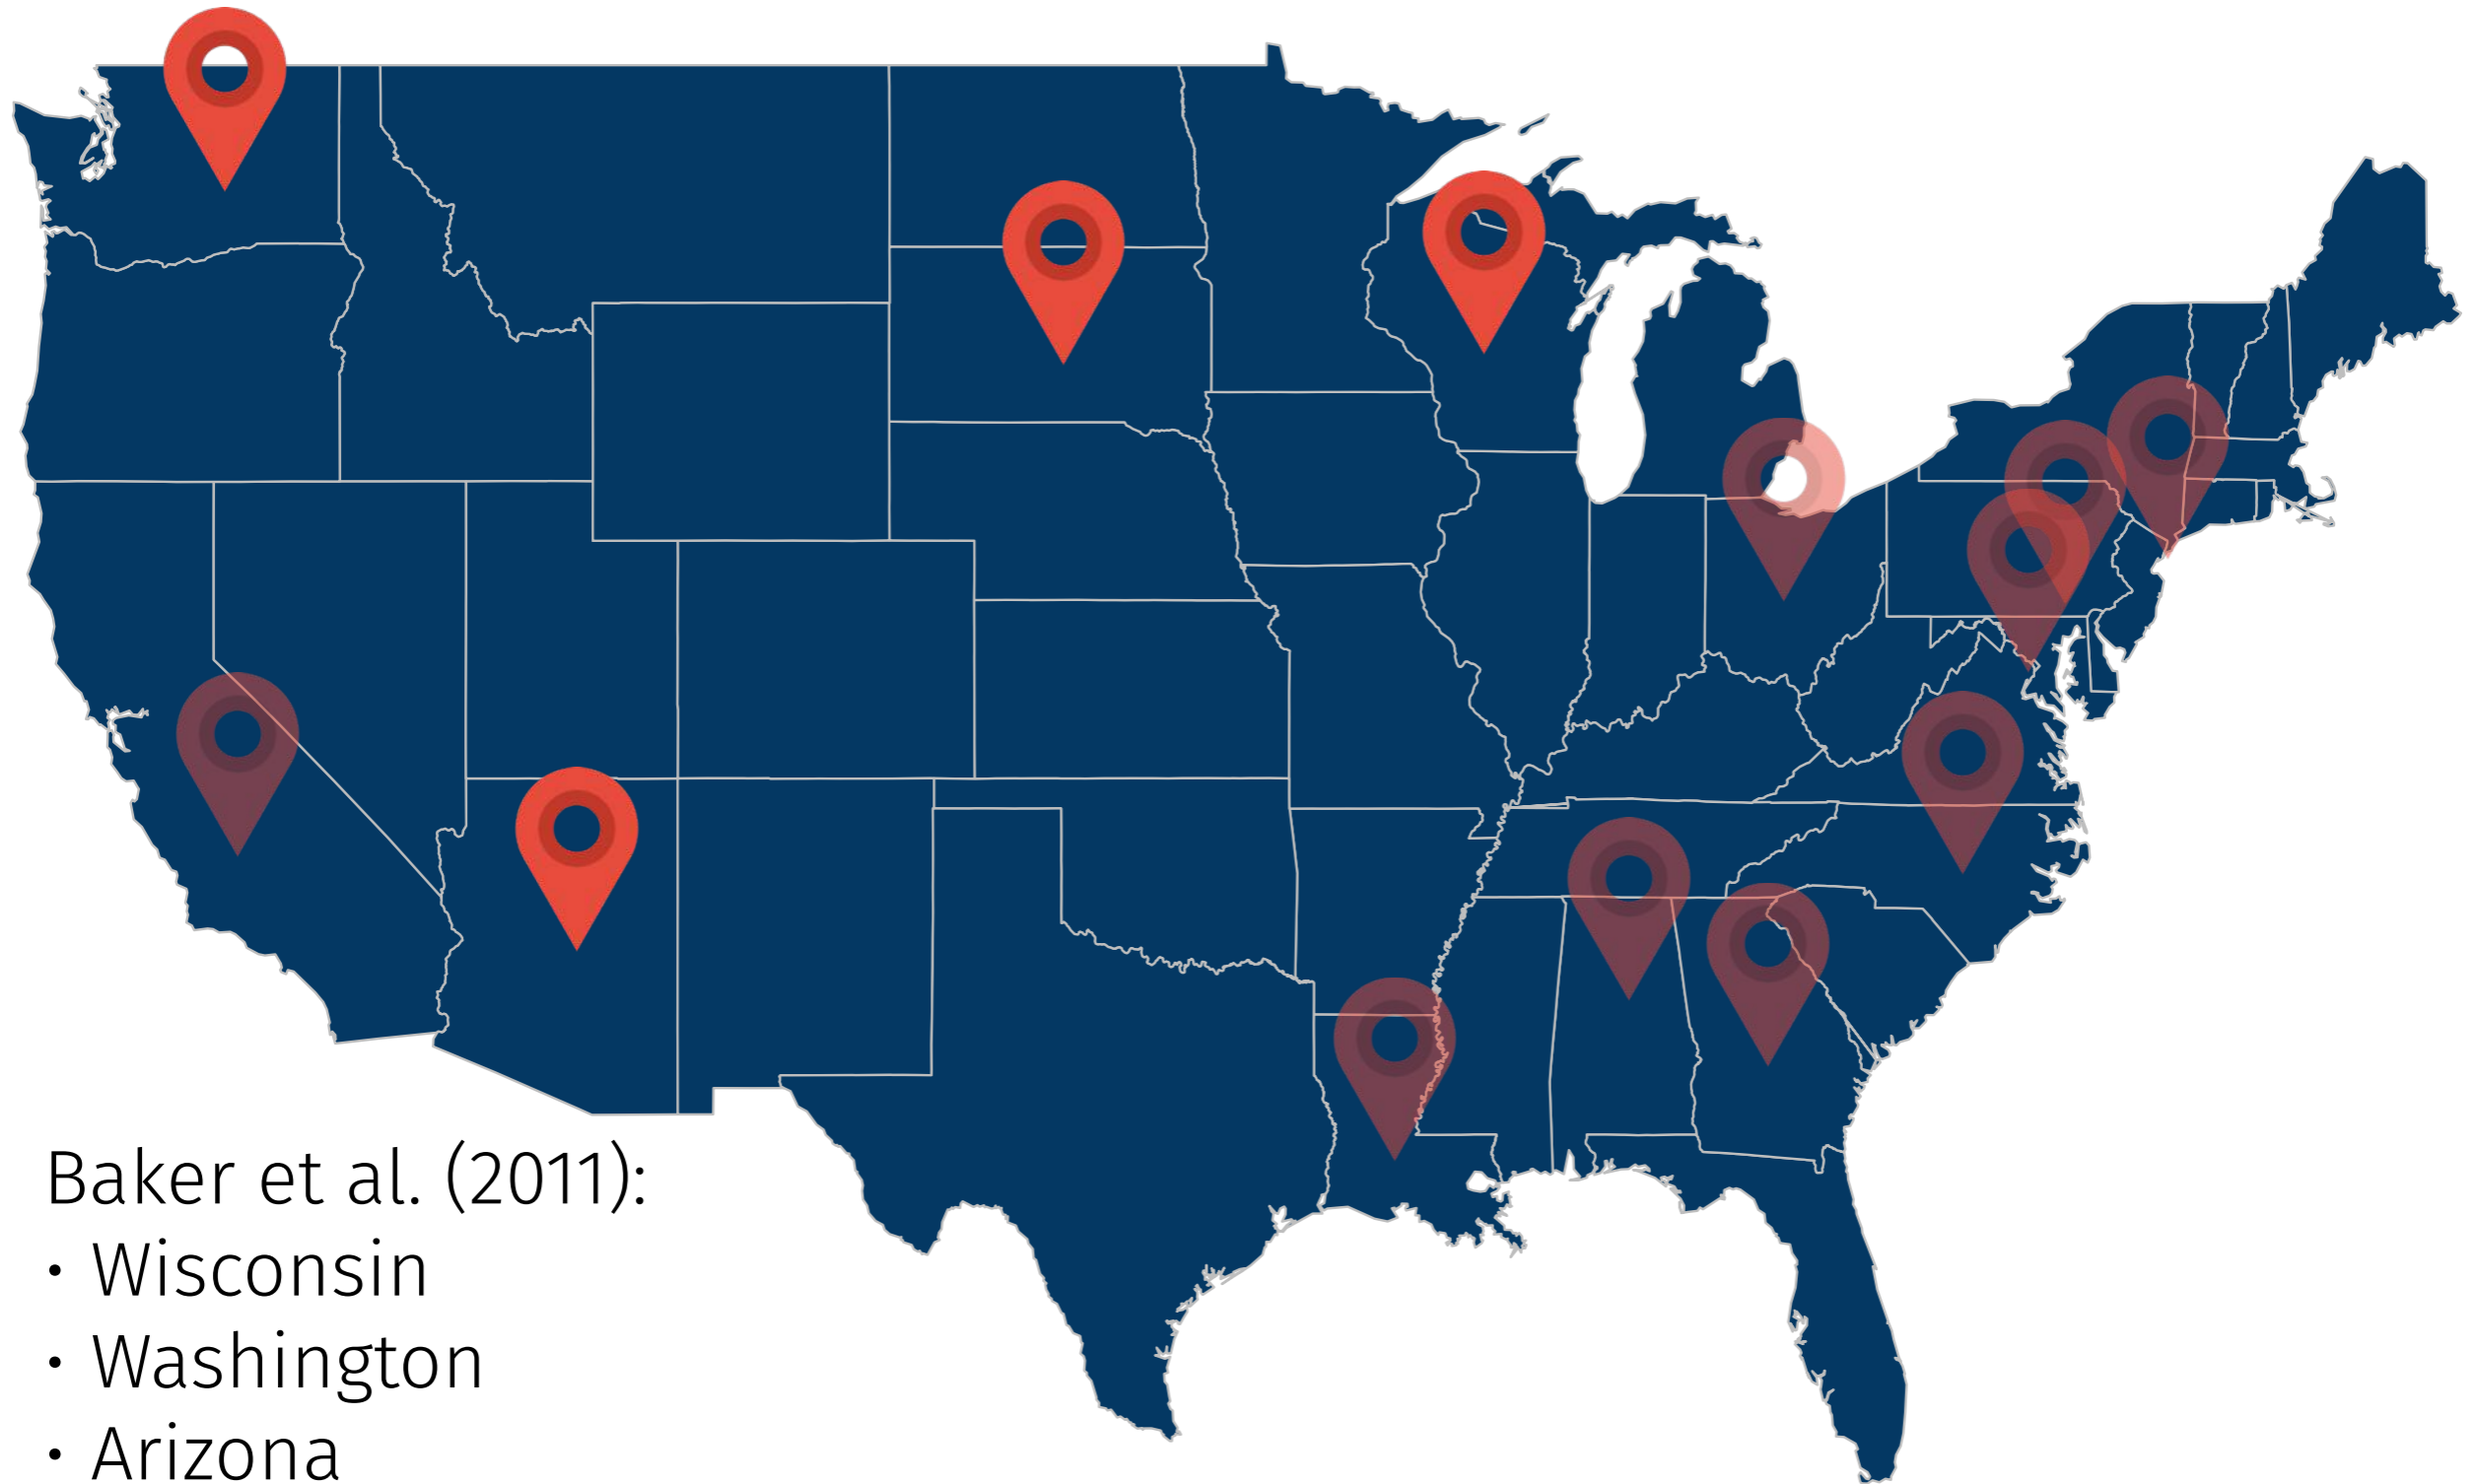 Baker et al. (2011):
• Wisconsin
• Washington
• Arizona